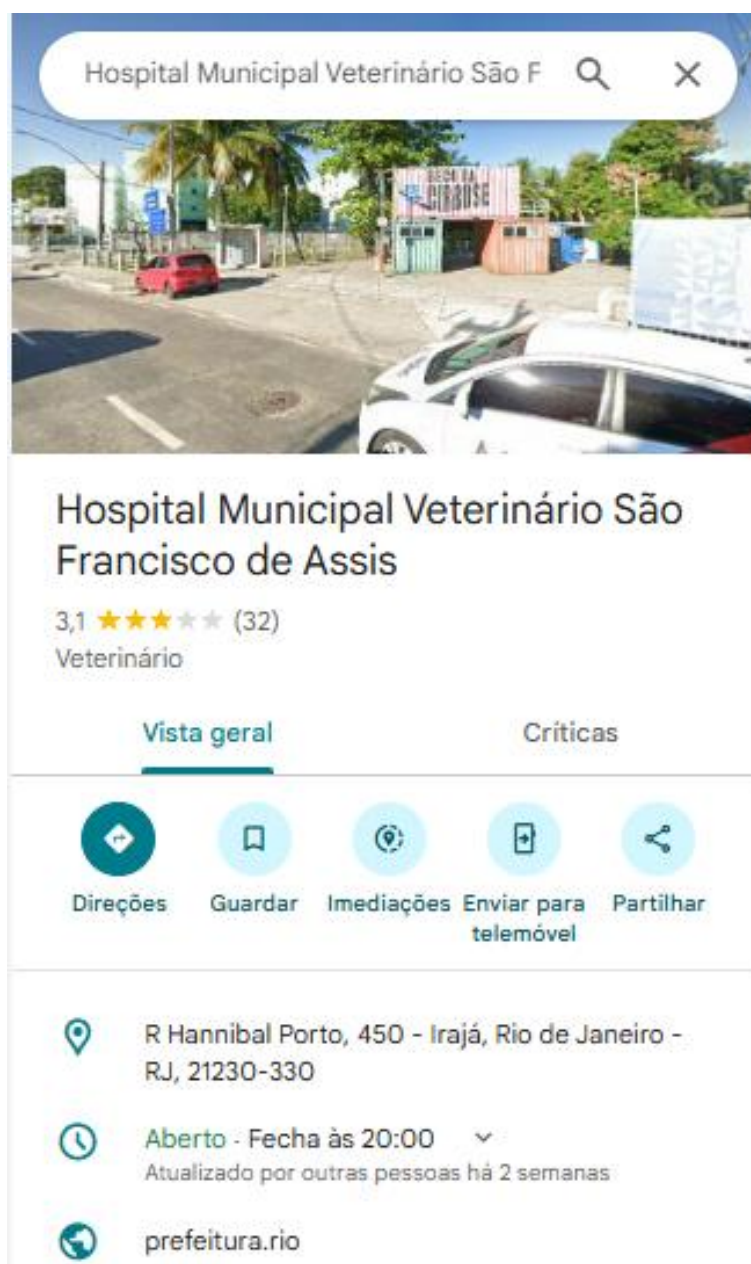 Hospital Municipal Veterinário São F
Hospital Municipal Veterinário São
Francisco de Assis
3,1 (32)
Veterinário
Vista geral Críticas
Direções Guardar Imediações Enviar para Partilhar
telemóvel
R Hannibal Porto, 450 - Irajá, Rio de Janeiro -
RJ, 21230-330
Aberto · Fecha às 20:00
Atualizado por outras pessoas há 2 semanas
prefeitura.rio